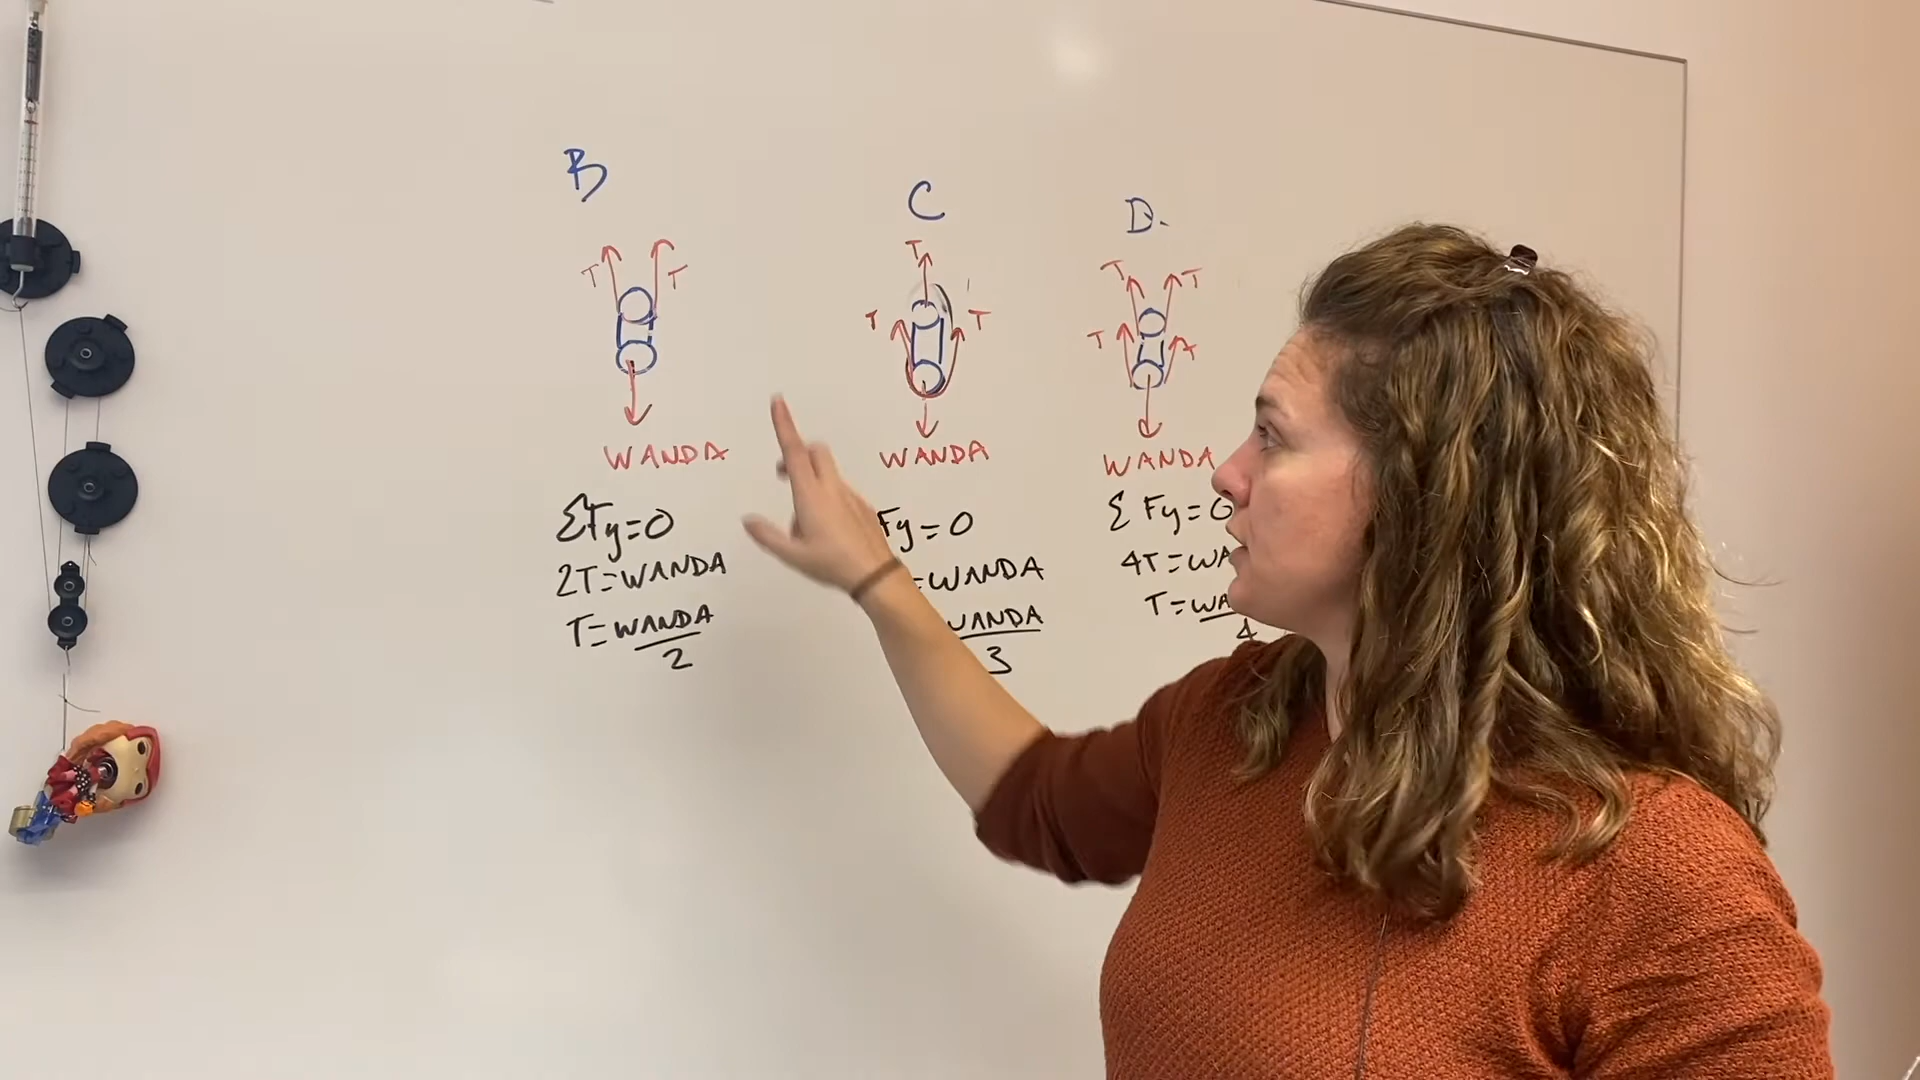 B
T T
WANDA
ΣFy=0
2T=WANDA
T=WANDA
2
C
T
T T
WANDA
Fy=0
=WANDA
WANDA
3
D.
T T
T T
WANDA
ΣFy=0
4T=WA
T=WA
4